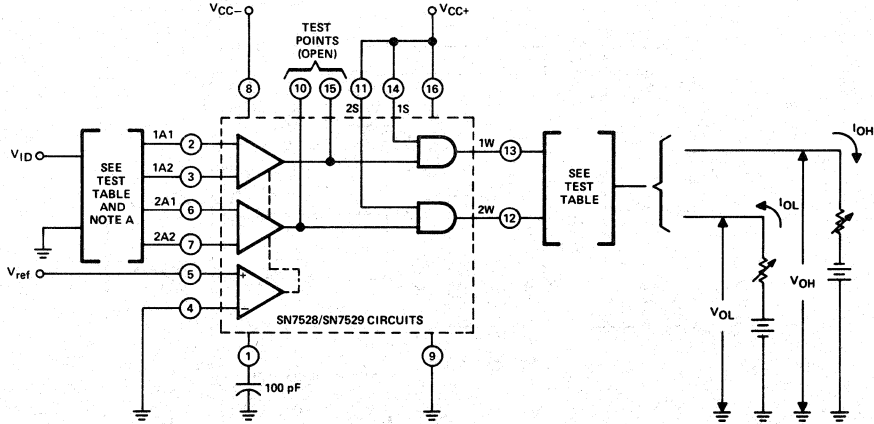 VCC−
VCC+
TEST
POINTS
(OPEN)
8
10
15
11
14
16
2S
1S
VID
SEE
TEST
TABLE
AND
NOTE A
1A1
2
1A2
3
2A1
6
2A2
7
Vref
5
+
4
−
1W
13
2W
12
SEE
TEST
TABLE
IOH
IOL
VOL
VOH
SN7528/SN7529 CIRCUITS
1
9
100 pF